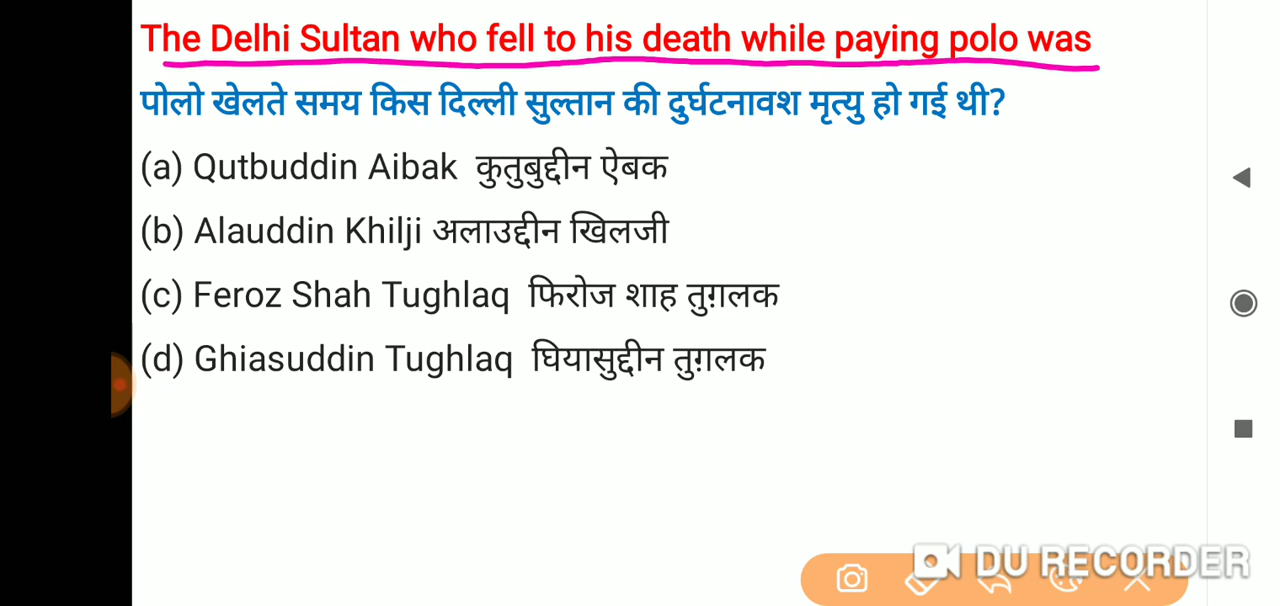 The Delhi Sultan who fell to his death while paying polo was
पोलो खेलते समय किस दिल्ली सुल्तान की दुर्घटनावश मृत्यु हो गई थी?
(a) Qutbuddin Aibak कुतुबुद्दीन ऐबक
(b) Alauddin Khilji अलाउद्दीन खिलजी
(c) Feroz Shah Tughlaq फिरोज शाह तुग़लक
(d) Ghiasuddin Tughlaq घियासुद्दीन तुग़लक
DU RECORDER